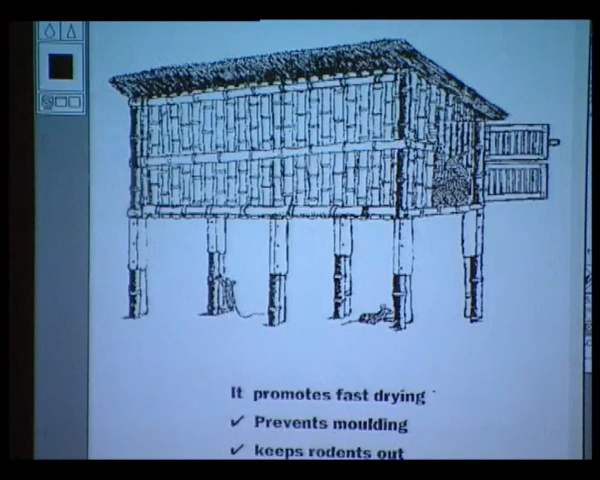 It promotes fast drying
✓ Prevents moulding
✓ keeps rodents out